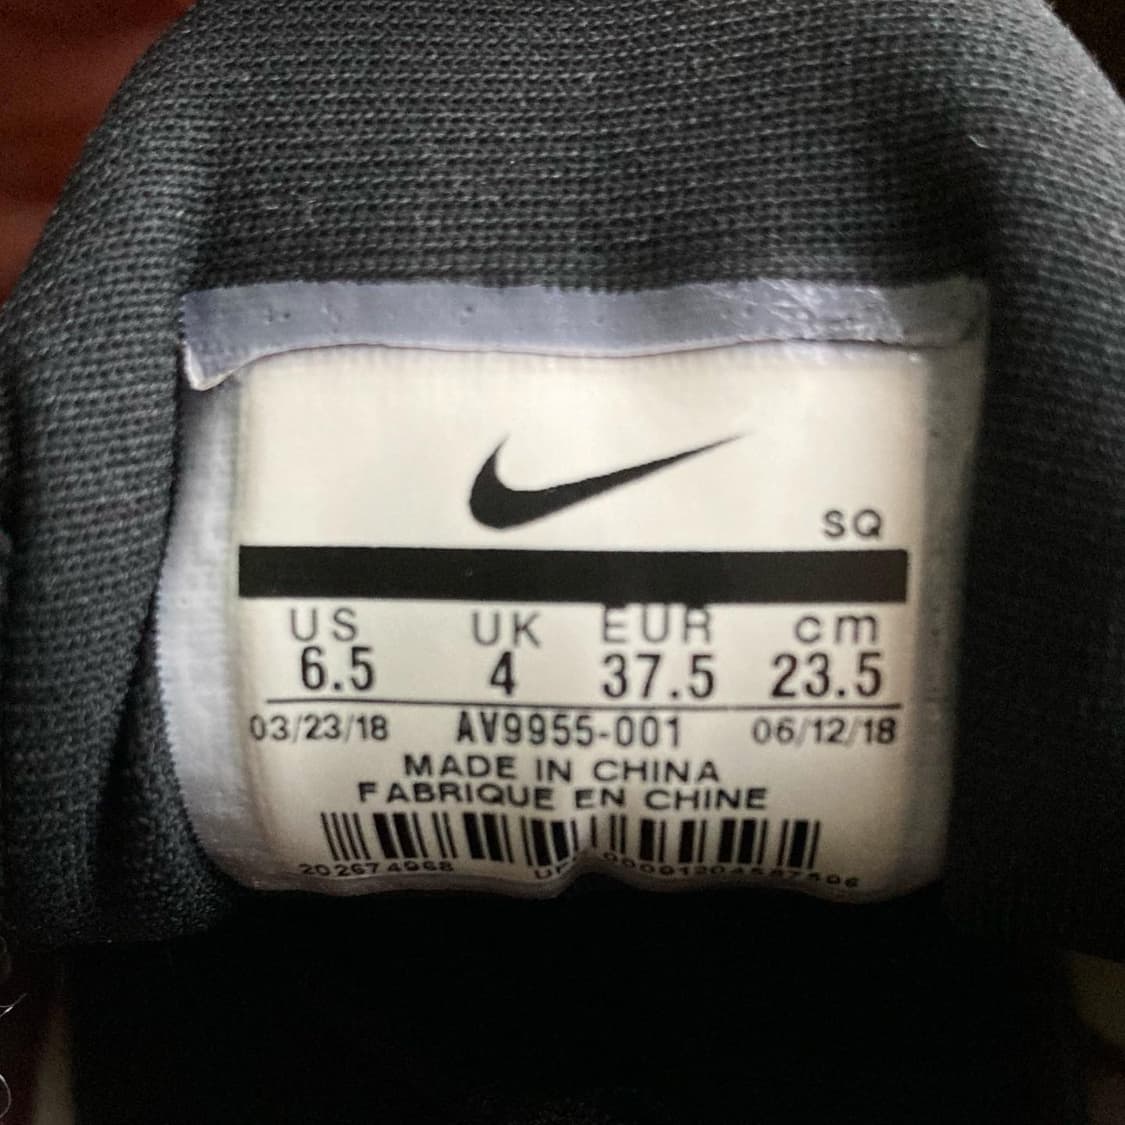 SQ
US UK EUR cm
6.5 4 37.5 23.5
03/23/18 AV9955-001 06/12/18
MADE IN CHINA
FABRIQUE EN CHINE
202674968